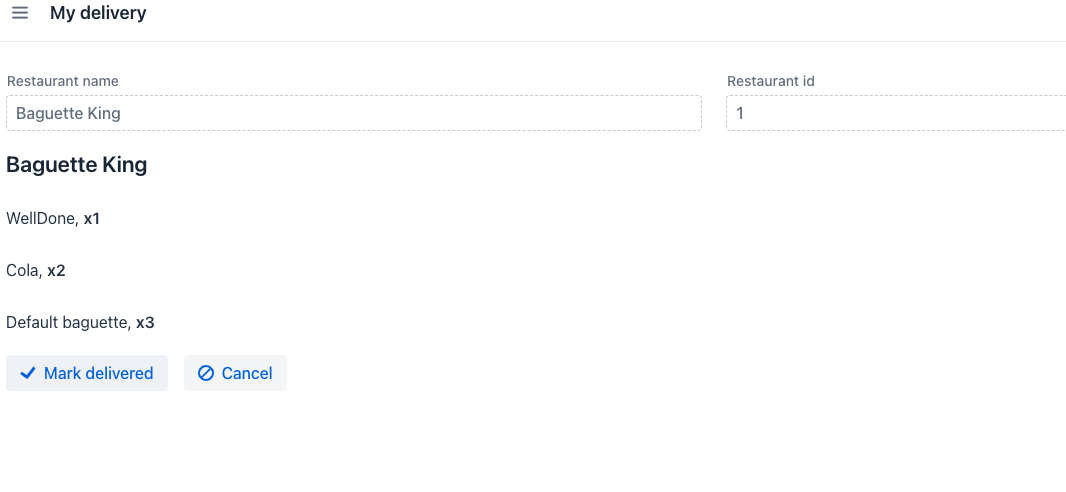 My delivery
Restaurant name
Restaurant id
Baguette King
1
Baguette King
WellDone, x1
Cola, x2
Default baguette, x3
Mark delivered
Cancel